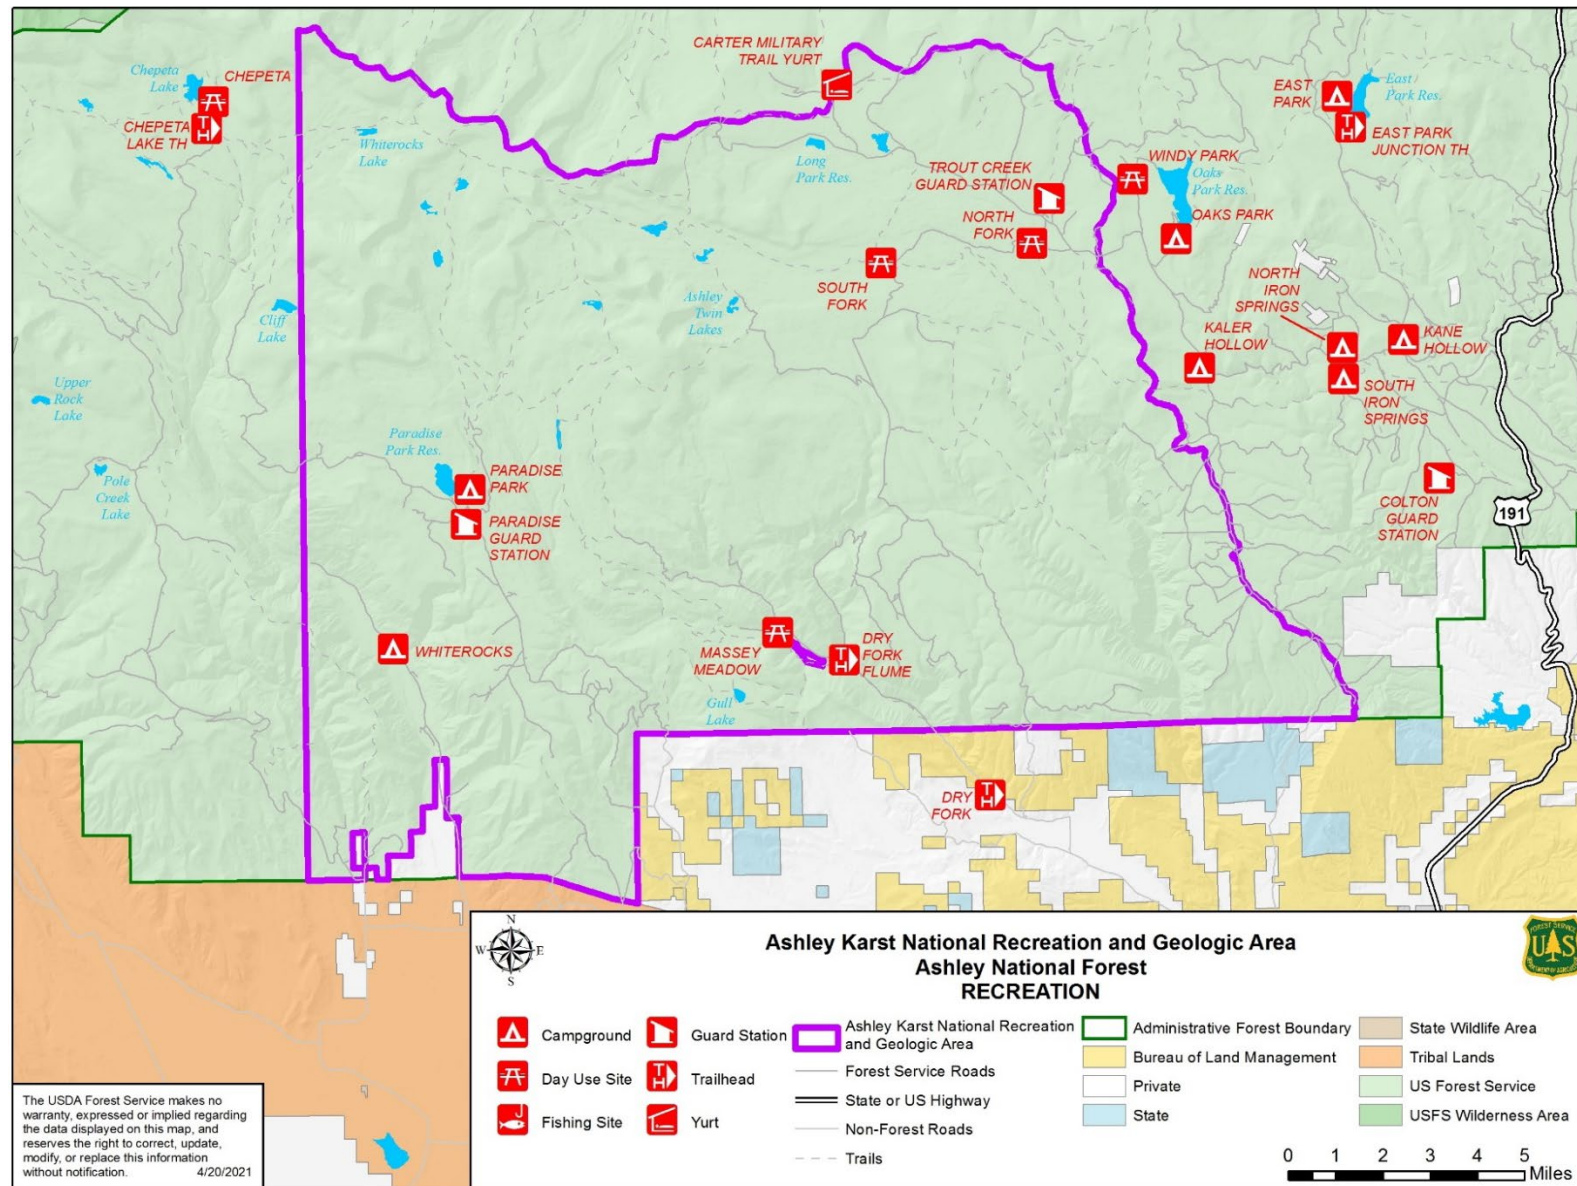 CARTER MILITARY
TRAIL YURT
Chepeta
Lake
CHEPETA
CHEPETA
LAKE TH
EAST
PARK
East
Park Res.
EAST PARK
JUNCTION TH
Whiterocks
Lake
Long
Park Res.
TROUT CREEK
GUARD STATION
WINDY PARK
Oaks
Park Res.
OAKS PARK
NORTH
FORK
SOUTH
FORK
NORTH
IRON
SPRINGS
Cliff
Lake
Ashley
Twin
Lakes
KALER
HOLLOW
KANE
HOLLOW
SOUTH
IRON
SPRINGS
Upper
Rock
Lake
Paradise
Park Res.
PARADISE
PARK
Pole
Creek
Lake
PARADISE
GUARD
STATION
COLTON
GUARD
STATION
191
WHITEROCKS
MASSEY
MEADOW
DRY
FORK
FLUME
Gull
Lake
DRY
FORK
N
W E
S
Ashley Karst National Recreation and Geologic Area
Ashley National Forest
RECREATION
FOREST SERVICE
U S
DEPARTMENT OF AGRICULTURE
Campground
Day Use Site
Fishing Site
Guard Station
TH Trailhead
Yurt
Ashley Karst National Recreation
and Geologic Area
Forest Service Roads
State or US Highway
Non-Forest Roads
Trails
Administrative Forest Boundary
Bureau of Land Management
Private
State
State Wildlife Area
Tribal Lands
US Forest Service
USFS Wilderness Area
0 1 2 3 4 5
Miles
The USDA Forest Service makes no
warranty, expressed or implied regarding
the data displayed on this map, and
reserves the right to correct, update,
modify, or replace this information
without notification. 4/20/2021